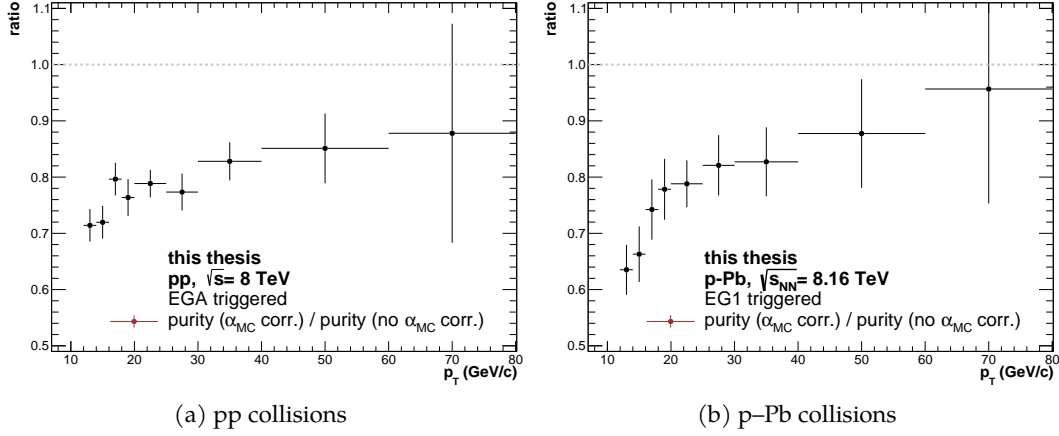 ratio
1.1
1.0
0.9
0.8
0.7
0.6
0.5
this thesis
pp, √s= 8 TeV
EGA triggered
purity (α_MC corr.) / purity (no α_MC corr.)
10 20 30 40 50 60 70 80
p_T (GeV/c)
(a) pp collisions
ratio
1.1
1.0
0.9
0.8
0.7
0.6
0.5
this thesis
p-Pb, √s_NN= 8.16 TeV
EG1 triggered
purity (α_MC corr.) / purity (no α_MC corr.)
10 20 30 40 50 60 70 80
p_T (GeV/c)
(b) p–Pb collisions